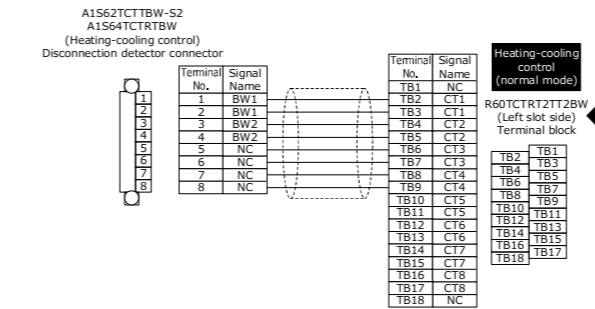 A1S62TCTTBW-S2
A1S64TCTRTBW
(Heating-cooling control)
Disconnection detector connector
1
2
3
4
5
6
7
8
Terminal No. Signal Name
1 BW1
2 BW1
3 BW2
4 BW2
5 NC
6 NC
7 NC
8 NC
Terminal No. Signal Name
TB1 NC
TB2 CT1
TB3 CT1
TB4 CT2
TB5 CT2
TB6 CT3
TB7 CT3
TB8 CT4
TB9 CT4
TB10 CT5
TB11 CT5
TB12 CT6
TB13 CT6
TB14 CT7
TB15 CT7
TB16 CT8
TB17 CT8
TB18 NC
Heating-cooling
control
(normal mode)
R60TCTRT2TT2BW
(Left slot side)
Terminal block
TB1
TB2
TB3
TB4
TB5
TB6
TB7
TB8
TB9
TB10
TB11
TB12
TB13
TB14
TB15
TB16
TB17
TB18